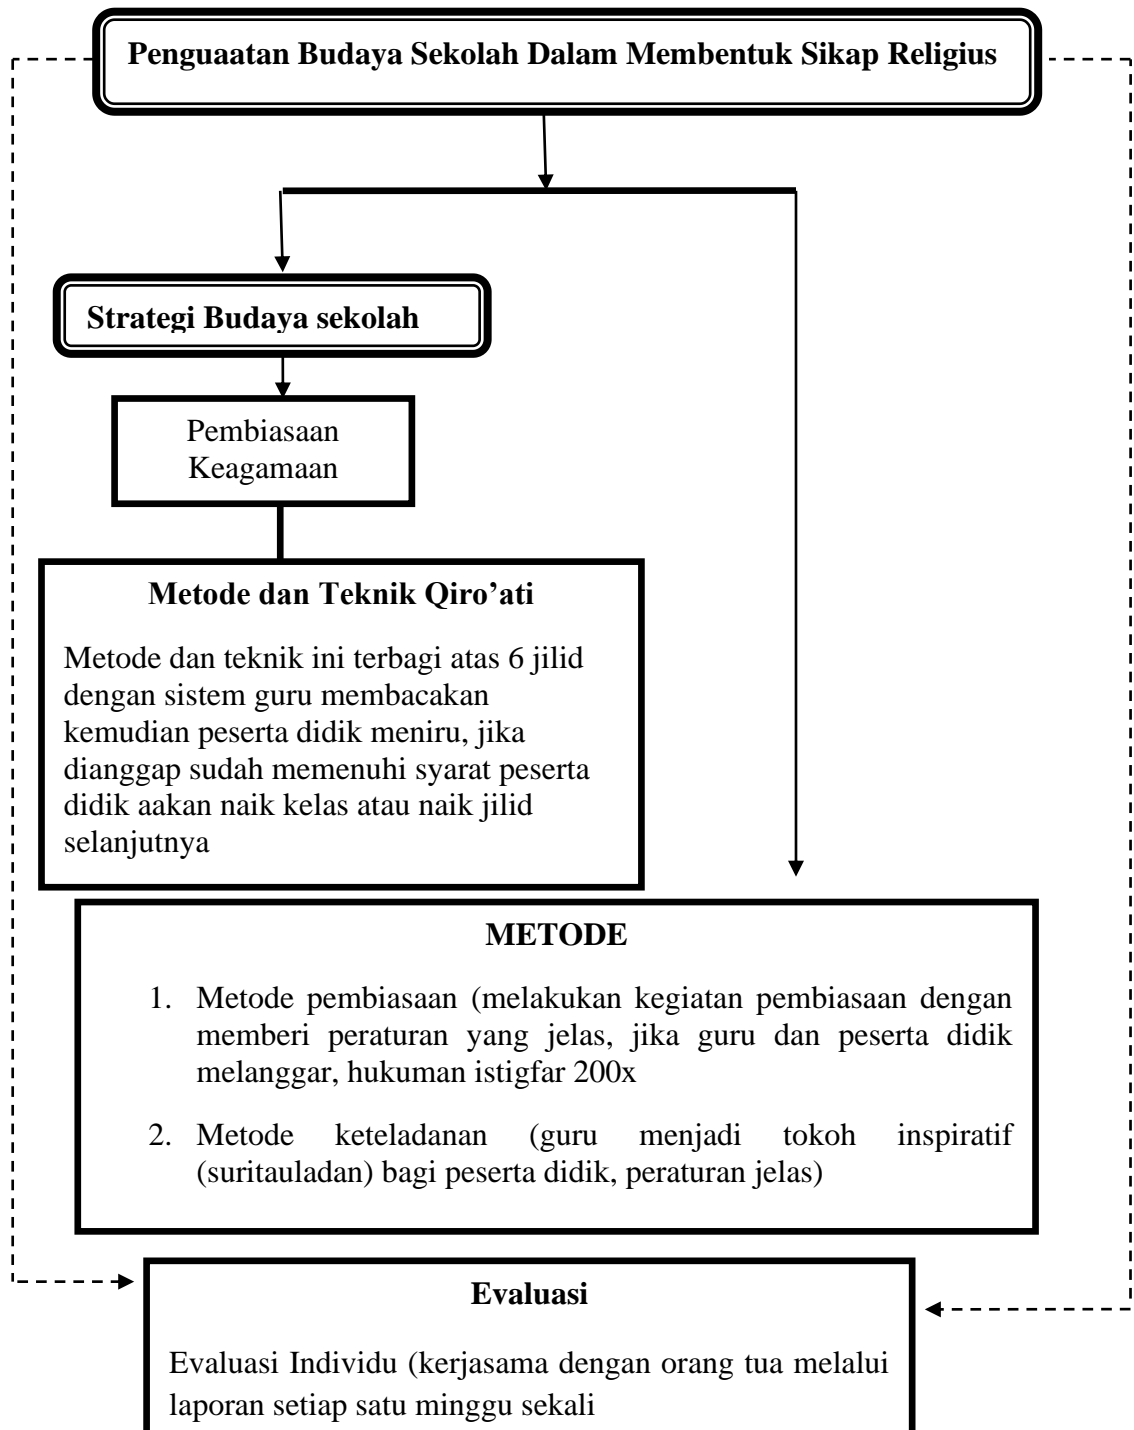 Penguaatan Budaya Sekolah Dalam Membentuk Sikap Religius
Strategi Budaya sekolah
Pembiasaan
Keagamaan
Metode dan Teknik Qiro’ati
Metode dan teknik ini terbagi atas 6 jilid
dengan sistem guru membacakan
kemudian peserta didik meniru, jika
dianggap sudah memenuhi syarat peserta
didik aakan naik kelas atau naik jilid
selanjutnya
METODE
1. Metode pembiasaan (melakukan kegiatan pembiasaan dengan
memberi peraturan yang jelas, jika guru dan peserta didik
melanggar, hukuman istigfar 200x
2. Metode keteladanan (guru menjadi tokoh inspiratif
(suritauladan) bagi peserta didik, peraturan jelas)
Evaluasi
Evaluasi Individu (kerjasama dengan orang tua melalui
laporan setiap satu minggu sekali